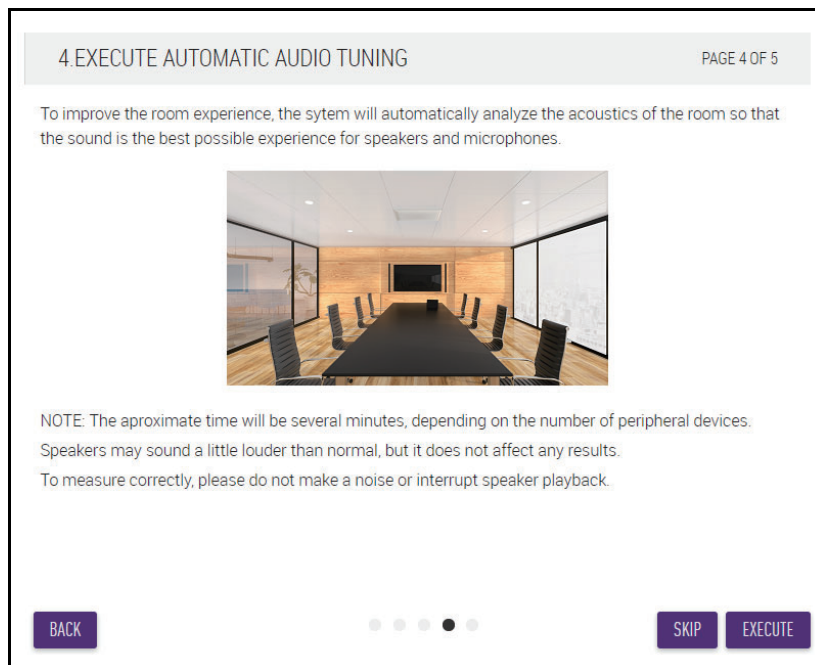 4.EXECUTE AUTOMATIC AUDIO TUNING
PAGE 4 OF 5
To improve the room experience, the sytem will automatically analyze the acoustics of the room so that
the sound is the best possible experience for speakers and microphones.
NOTE: The aproximate time will be several minutes, depending on the number of peripheral devices.
Speakers may sound a little louder than normal, but it does not affect any results.
To measure correctly, please do not make a noise or interrupt speaker playback.
BACK
SKIP
EXECUTE